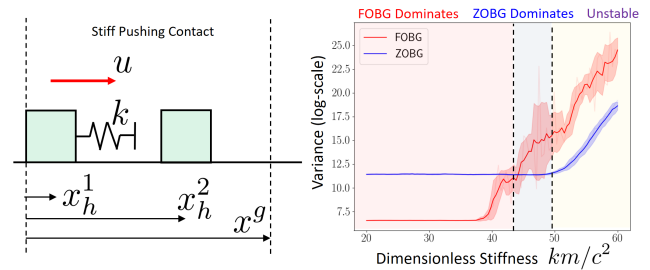 Stiff Pushing Contact
u
k
x_h^1
x_h^2
x^g
FOBG Dominates ZOBG Dominates Unstable
FOBG
ZOBG
Variance (log-scale)
25.0
22.5
20.0
17.5
15.0
12.5
10.0
7.5
20 30 40 50 60
Dimensionless Stiffness km/c^2